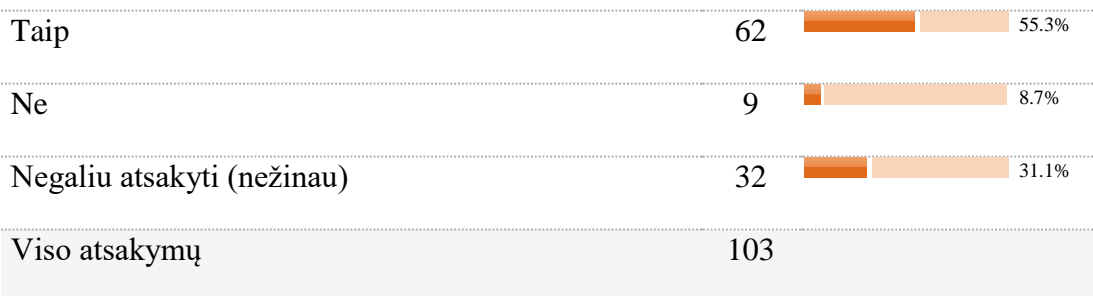 Taip 62 55.3%
Ne 9 8.7%
Negaliu atsakyti (nežinau) 32 31.1%
Viso atsakymų 103